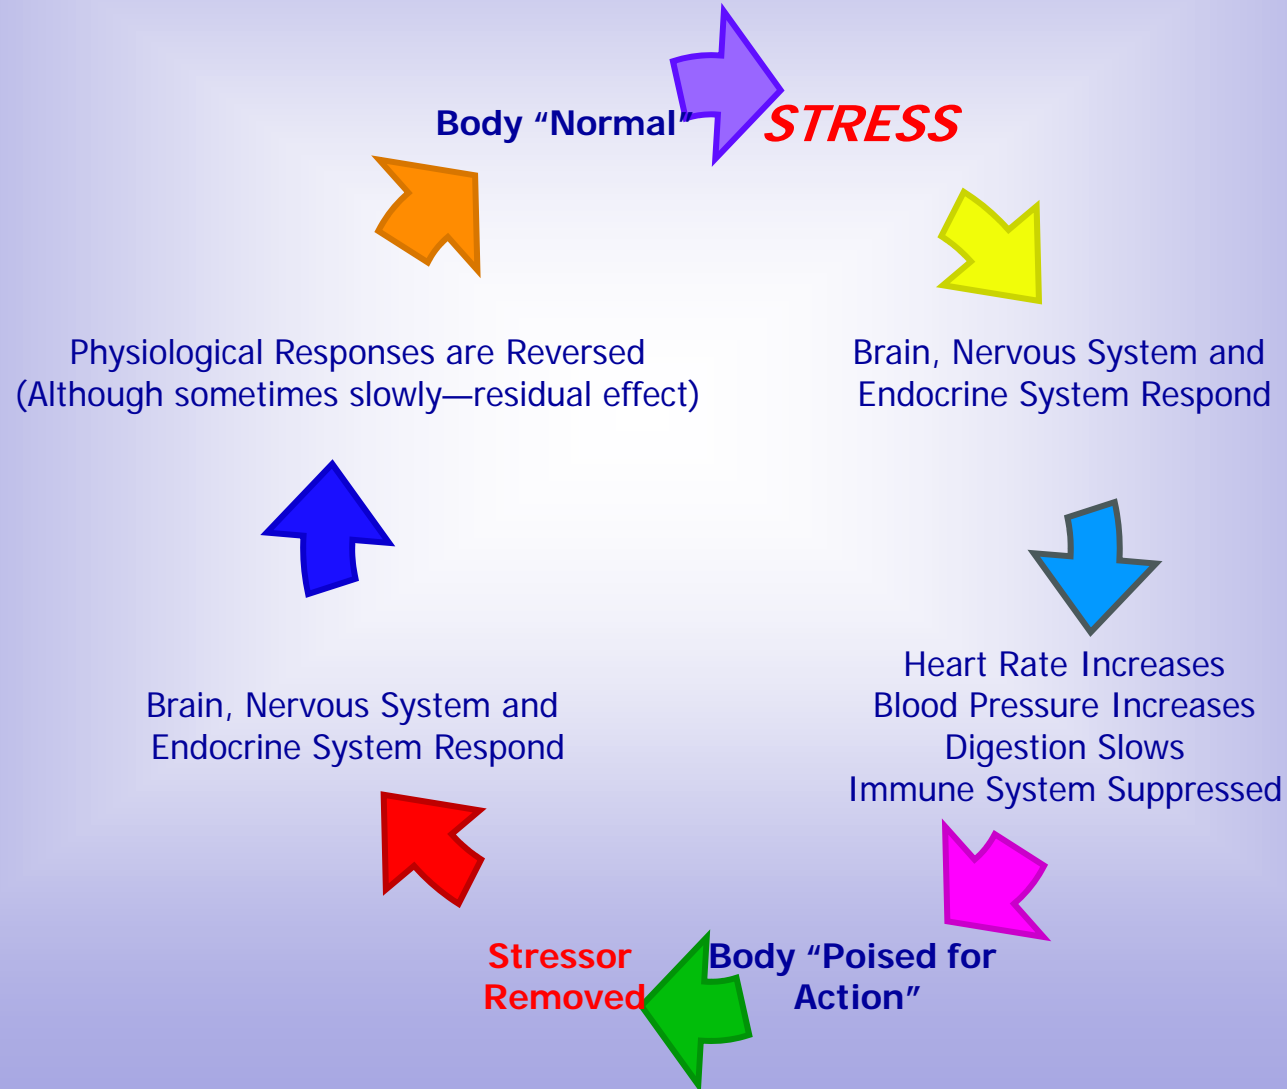 Body “Normal”
STRESS
Brain, Nervous System and
Endocrine System Respond
Heart Rate Increases
Blood Pressure Increases
Digestion Slows
Immune System Suppressed
Body “Poised for
Action”
Stressor
Removed
Brain, Nervous System and
Endocrine System Respond
Physiological Responses are Reversed
(Although sometimes slowly—residual effect)